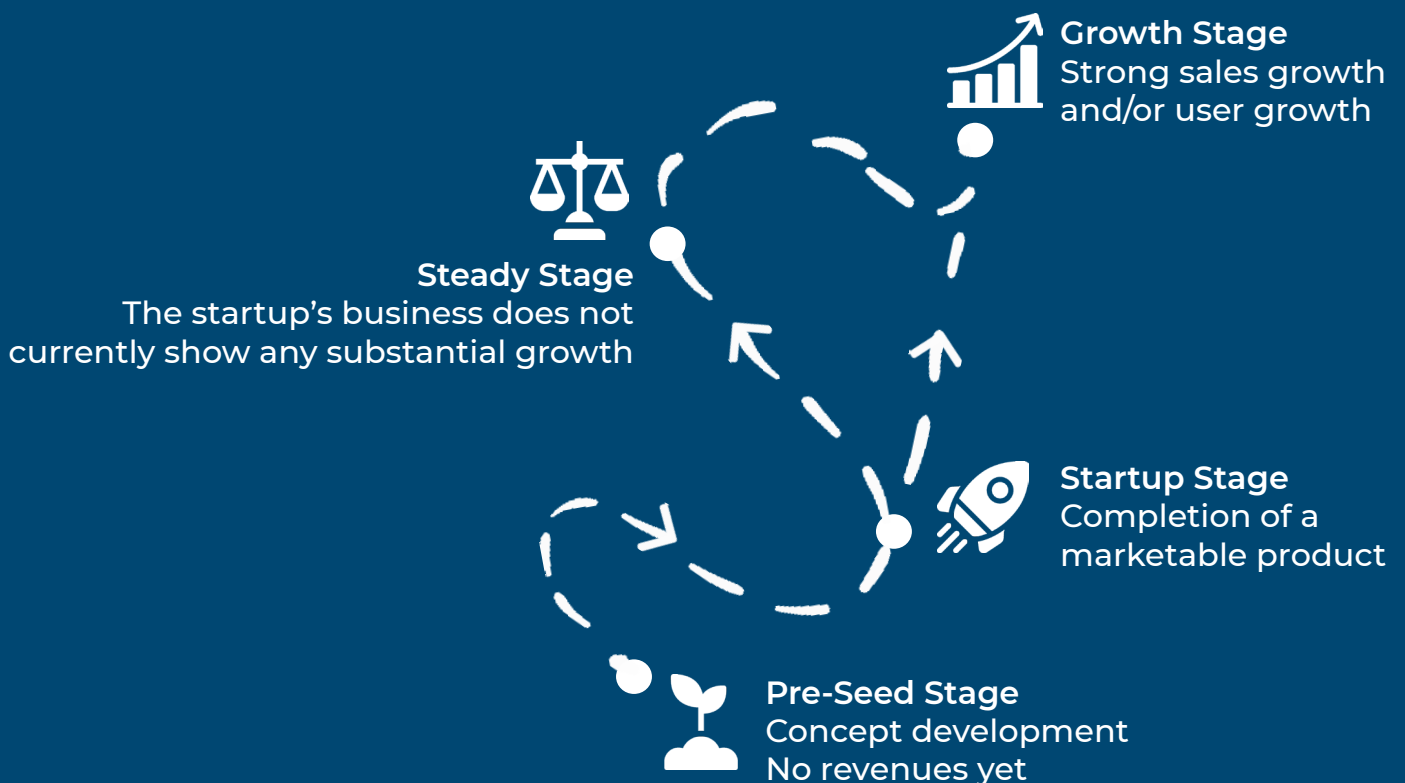 Growth Stage
Strong sales growth
and/or user growth
Steady Stage
The startup’s business does not
currently show any substantial growth
Startup Stage
Completion of a
marketable product
Pre-Seed Stage
Concept development
No revenues yet